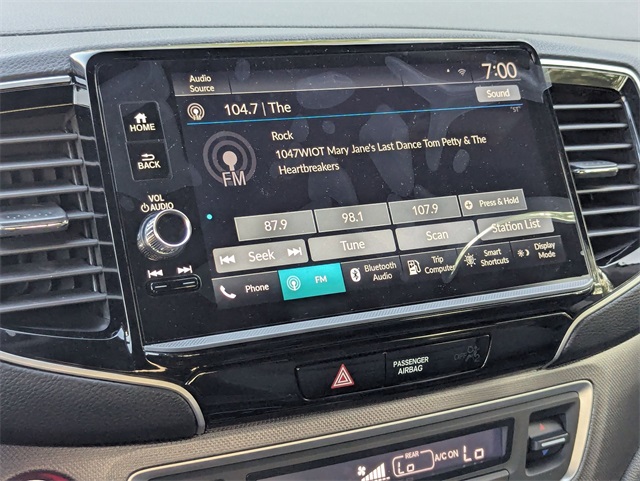 Audio
Source
7:00
104.7 | The
Sound
HOME
ST
Rock
1047WIOT Mary Jane's Last Dance Tom Petty & The
Heartbreakers
FM
BACK
VOL
AUDIO
87.9 98.1 107.9 Press & Hold
Seek Tune Scan Station List
Phone FM Bluetooth Audio Trip Computer Smart Shortcuts Display Mode
PASSENGER
AIRBAG
REAR
Lo A/C ON Lo